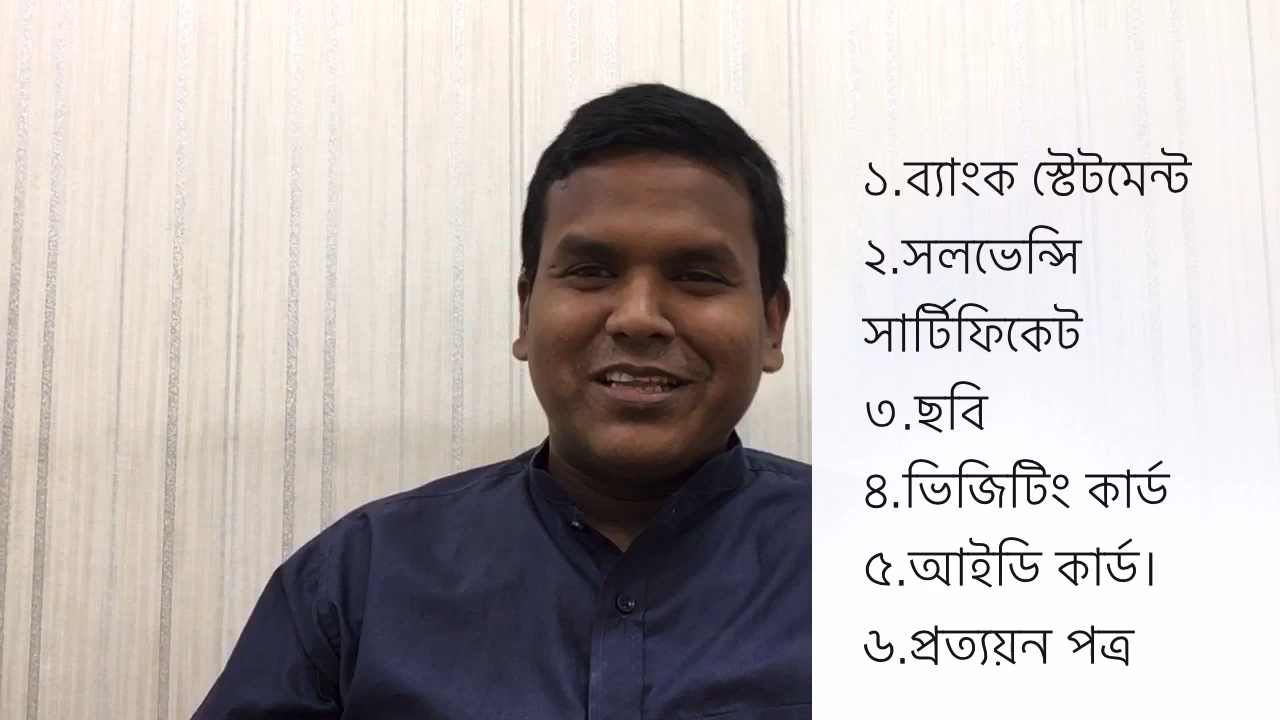 ১.ব্যাংক স্টেটমেন্ট
২.সলভেন্সি
সার্টিফিকেট
৩.ছবি
৪.ভিজিটিং কার্ড
৫.আইডি কার্ড।
৬.প্রত্যয়ন পত্র